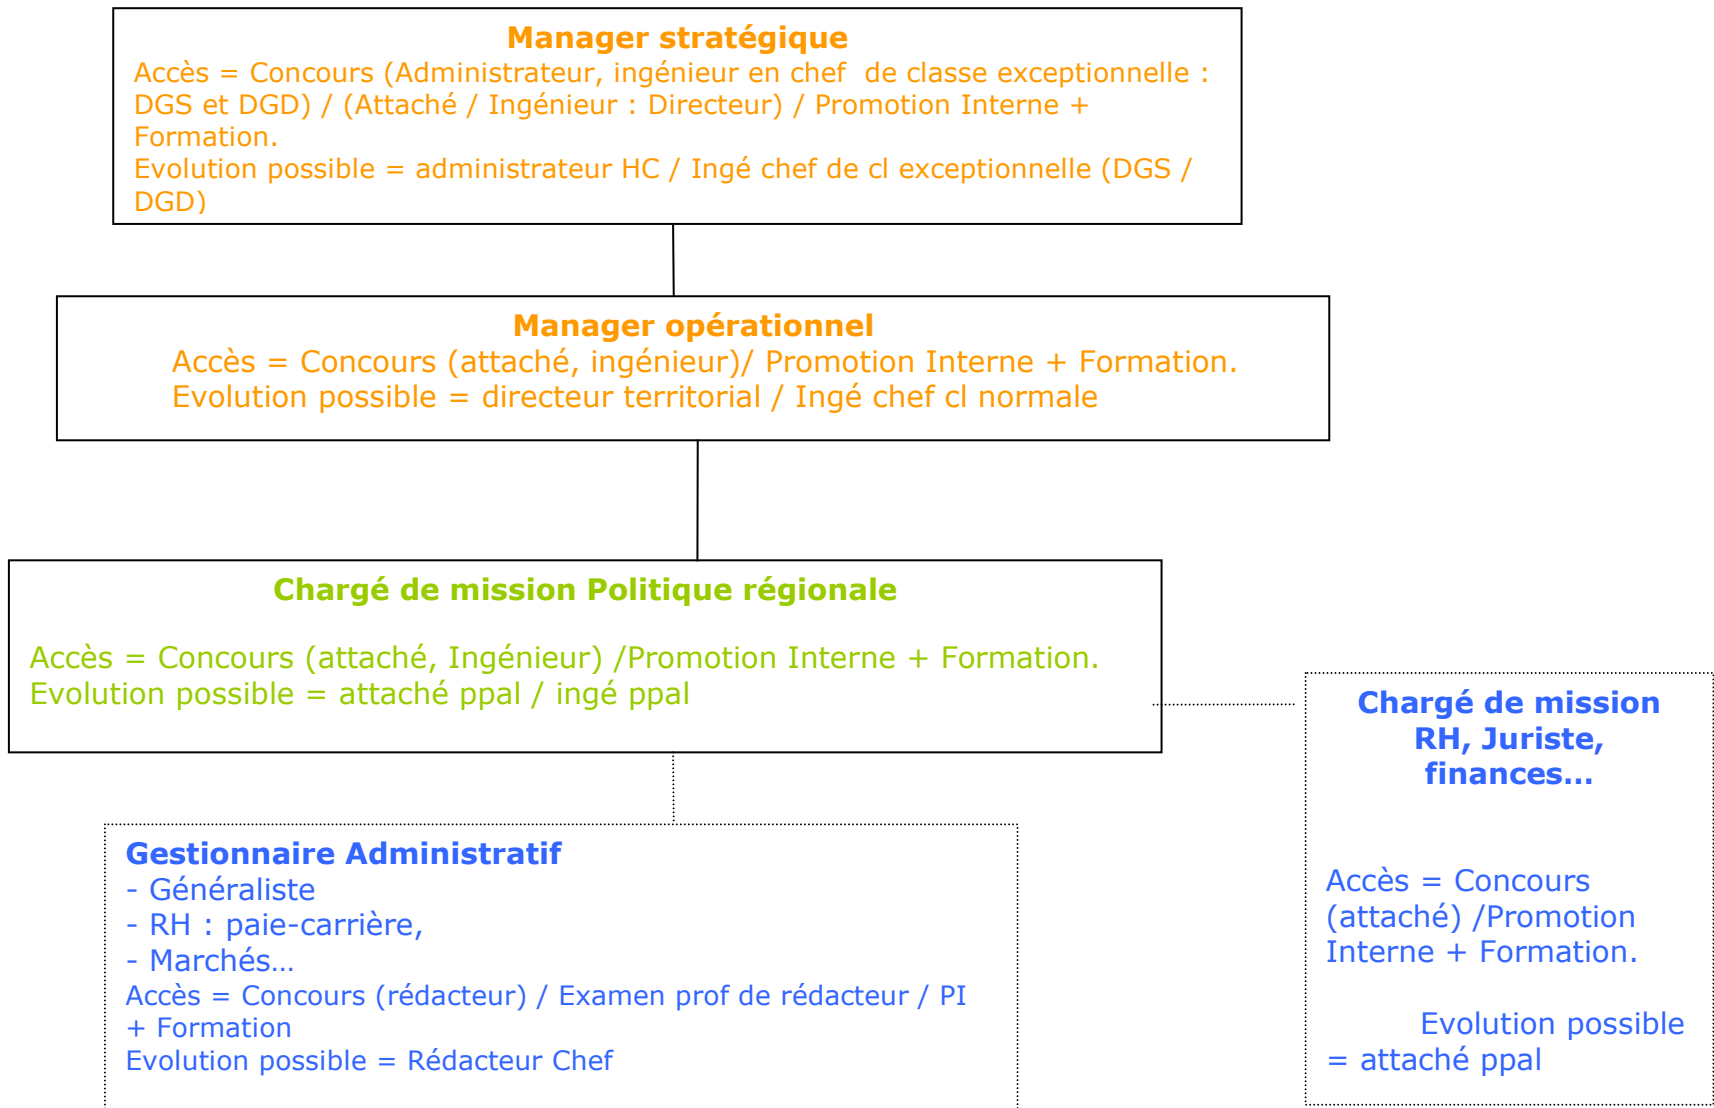 Manager stratégique
Accès = Concours (Administrateur, ingénieur en chef  de classe exceptionnelle :
DGS et DGD) / (Attaché / Ingénieur : Directeur) / Promotion Interne +
Formation.
Evolution possible = administrateur HC / Ingé chef de cl exceptionnelle (DGS /
DGD)
Manager opérationnel
Accès = Concours (attaché, ingénieur)/ Promotion Interne + Formation.
Evolution possible = directeur territorial / Ingé chef cl normale
Chargé de mission Politique régionale
Accès = Concours (attaché, Ingénieur) /Promotion Interne + Formation.
Evolution possible = attaché ppal / ingé ppal
Chargé de mission
RH, Juriste,
finances…
Accès = Concours
(attaché) /Promotion
Interne + Formation.
Evolution possible
= attaché ppal
Gestionnaire Administratif
- Généraliste
- RH : paie-carrière,
- Marchés…
Accès = Concours (rédacteur) / Examen prof de rédacteur / PI
+ Formation
Evolution possible = Rédacteur Chef